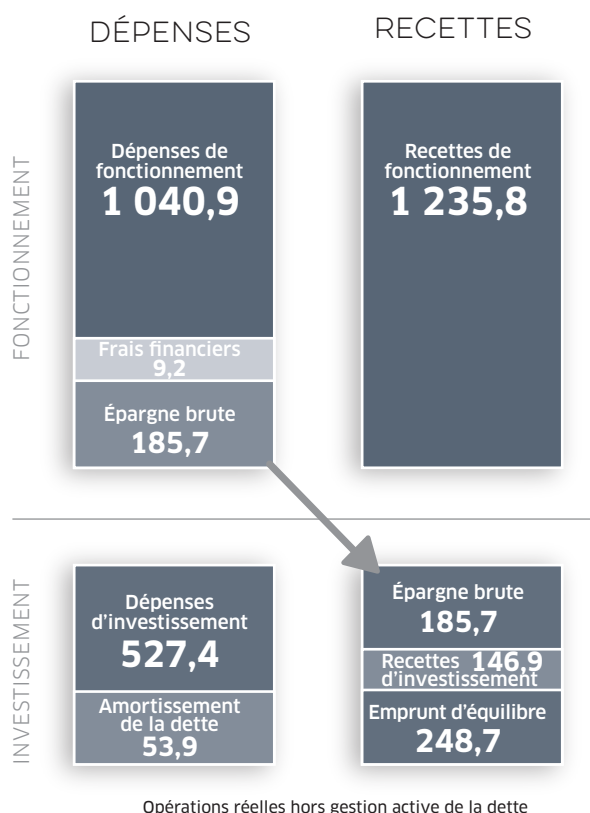 DÉPENSES
RECETTES
FONCTIONNEMENT
Dépenses de
fonctionnement
1 040,9
Frais financiers
9,2
Épargne brute
185,7
Recettes de
fonctionnement
1 235,8
INVESTISSEMENT
Dépenses
d'investissement
527,4
Amortissement
de la dette
53,9
Épargne brute
185,7
Recettes 146,9
d'investissement
Emprunt d'équilibre
248,7
Opérations réelles hors gestion active de la dette